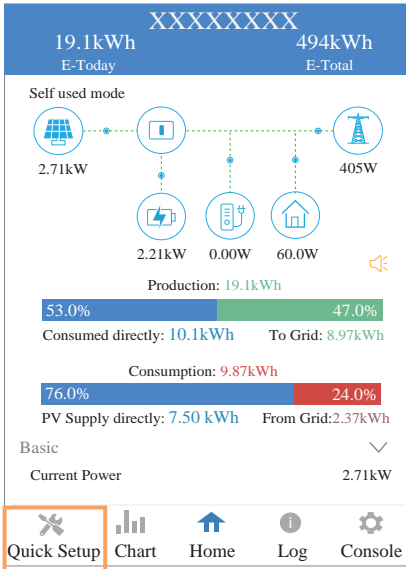 XXXXXXXX
19.1kWh 494kWh
E-Today E-Total
Self used mode
2.71kW 405W
2.21kW 0.00W 60.0W
Production: 19.1kWh
53.0% 47.0%
Consumed directly: 10.1kWh To Grid: 8.97kWh
Consumption: 9.87kWh
76.0% 24.0%
PV Supply directly: 7.50 kWh From Grid:2.37kWh
Basic
Current Power 2.71kW
Quick Setup Chart Home Log Console